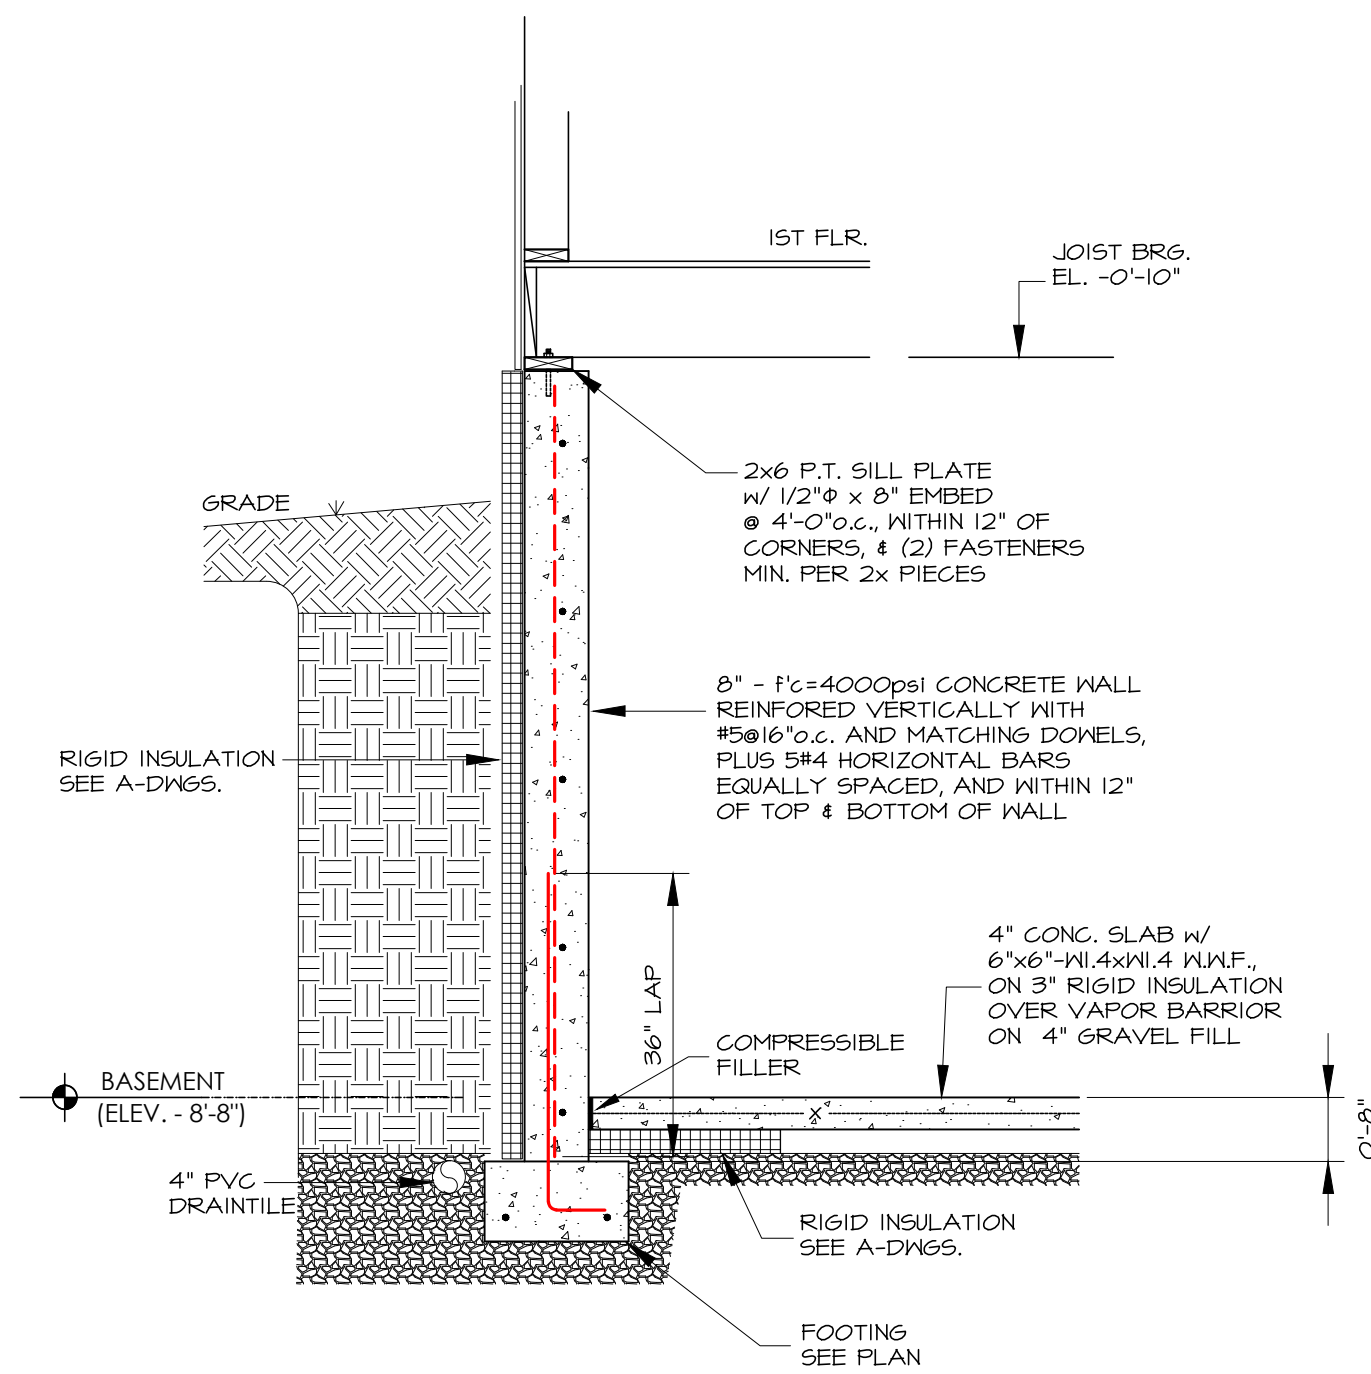 1ST FLR.
JOIST BRG.
EL. -0'-10"
2x6 P.T. SILL PLATE
w/ 1/2"Φ x 8" EMBED
@ 4'-0"o.c., WITHIN 12" OF
CORNERS, & (2) FASTENERS
MIN. PER 2x PIECES
GRADE
8" - f'c=4000psi CONCRETE WALL
REINFORED VERTICALLY WITH
#5@16"o.c. AND MATCHING DOWELS,
PLUS 5#4 HORIZONTAL BARS
EQUALLY SPACED, AND WITHIN 12"
OF TOP & BOTTOM OF WALL
RIGID INSULATION
SEE A-DWGS.
36" LAP
4" CONC. SLAB w/
6"x6"-W1.4xW1.4 W.W.F.,
ON 3" RIGID INSULATION
OVER VAPOR BARRIOR
ON 4" GRAVEL FILL
COMPRESSIBLE
FILLER
BASEMENT
(ELEV. - 8'-8")
0'-8"
X
4" PVC
DRAINTILE
RIGID INSULATION
SEE A-DWGS.
FOOTING
SEE PLAN